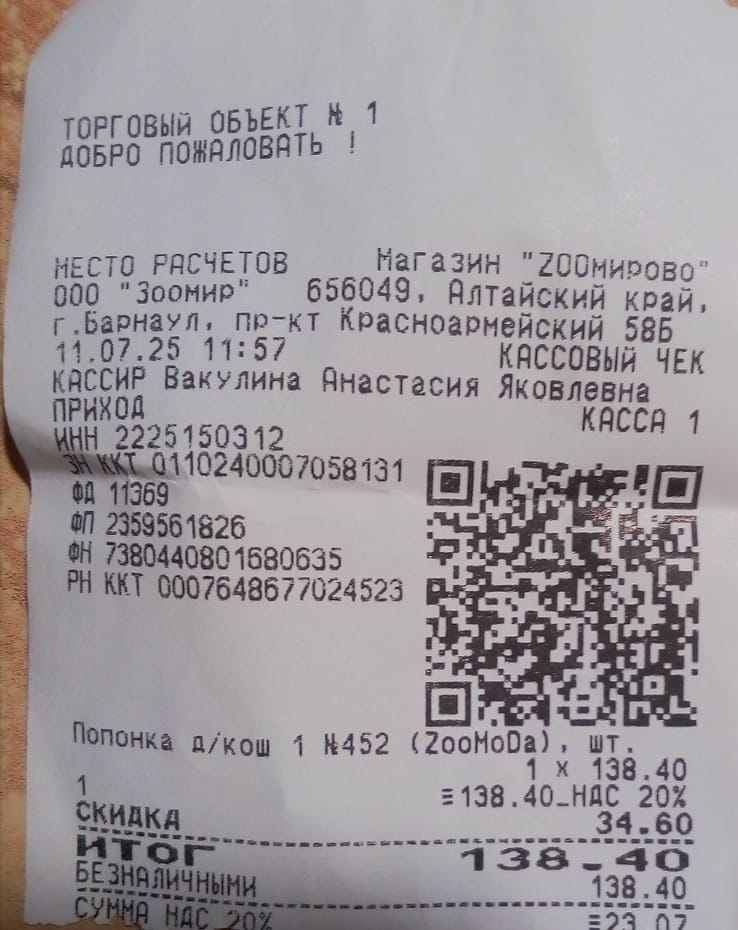 ТОРГОВЫЙ ОБЪЕКТ № 1
ДОБРО ПОЖАЛОВАТЬ !
МЕСТО РАСЧЕТОВ Магазин "ZOOмирово"
ООО "Зоомир" 656049, Алтайский край,
г.Барнаул, пр-кт Красноармейский 58Б
11.07.25 11:57 КАССОВЫЙ ЧЕК
КАССИР Вакулина Анастасия Яковлевна
ПРИХОД КАССА 1
ИНН 2225150312
ЗН ККТ 0110240007058131
ФД 11369
ФП 2359561826
ФН 7380440801680635
РН ККТ 0007648677024523
Попонка д/кош 1 №452 (ZooMoDa), шт.
1 x 138.40
1 ≡138.40_НДС 20%
СКИДКА 34.60
ИТОГ 138.40
БЕЗНАЛИЧНЫМИ 138.40
СУММА НДС 20% ≡23.07